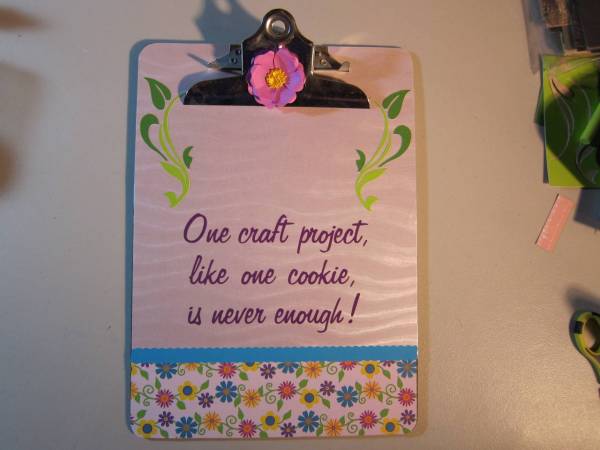 One craft project,
like one cookie,
is never enough!